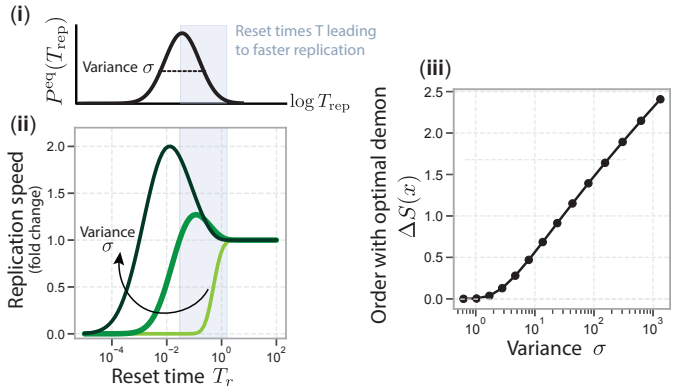 (i)
P^eq(T_rep)
Variance σ
Reset times T leading
to faster replication
log T_rep
(ii)
Replication speed
(fold change)
2.0
1.5
1.0
0.5
0.0
Variance
σ
10^-4
10^-2
10^0
10^2
Reset time T_r
(iii)
Order with optimal demon
ΔS(x)
2.5
2.0
1.5
1.0
0.5
0.0
10^0
10^1
10^2
10^3
Variance σ